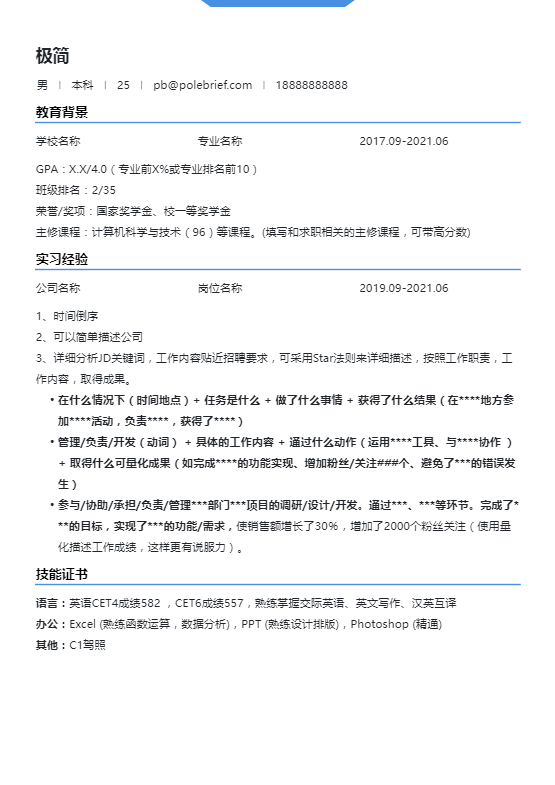 极简
男 | 本科 | 25 | pb@polebrief.com | 18888888888
教育背景
学校名称 专业名称 2017.09-2021.06
GPA：X.X/4.0（专业前X%或专业排名前10）
班级排名：2/35
荣誉/奖项：国家奖学金、校一等奖学金
主修课程：计算机科学与技术（96）等课程。(填写和求职相关的主修课程，可带高分数)
实习经验
公司名称 岗位名称 2019.09-2021.06
1、时间倒序
2、可以简单描述公司
3、详细分析JD关键词，工作内容贴近招聘要求，可采用Star法则来详细描述，按照工作职责，工
作内容，取得成果。
• 在什么情况下（时间地点）+ 任务是什么 + 做了什么事情 + 获得了什么结果（在****地方参
加****活动，负责****，获得了****）
• 管理/负责/开发（动词） + 具体的工作内容 + 通过什么动作（运用****工具、与****协作 ）
+ 取得什么可量化成果（如完成****的功能实现、增加粉丝/关注###个、避免了***的错误发
生）
• 参与/协助/承担/负责/管理***部门***项目的调研/设计/开发。通过***、***等环节。完成了*
**的目标，实现了***的功能/需求，使销售额增长了30%，增加了2000个粉丝关注（使用量
化描述工作成绩，这样更有说服力）。
技能证书
语言：英语CET4成绩582 ，CET6成绩557，熟练掌握交际英语、英文写作、汉英互译
办公：Excel (熟练函数运算，数据分析)，PPT (熟练设计排版)，Photoshop (精通)
其他：C1驾照